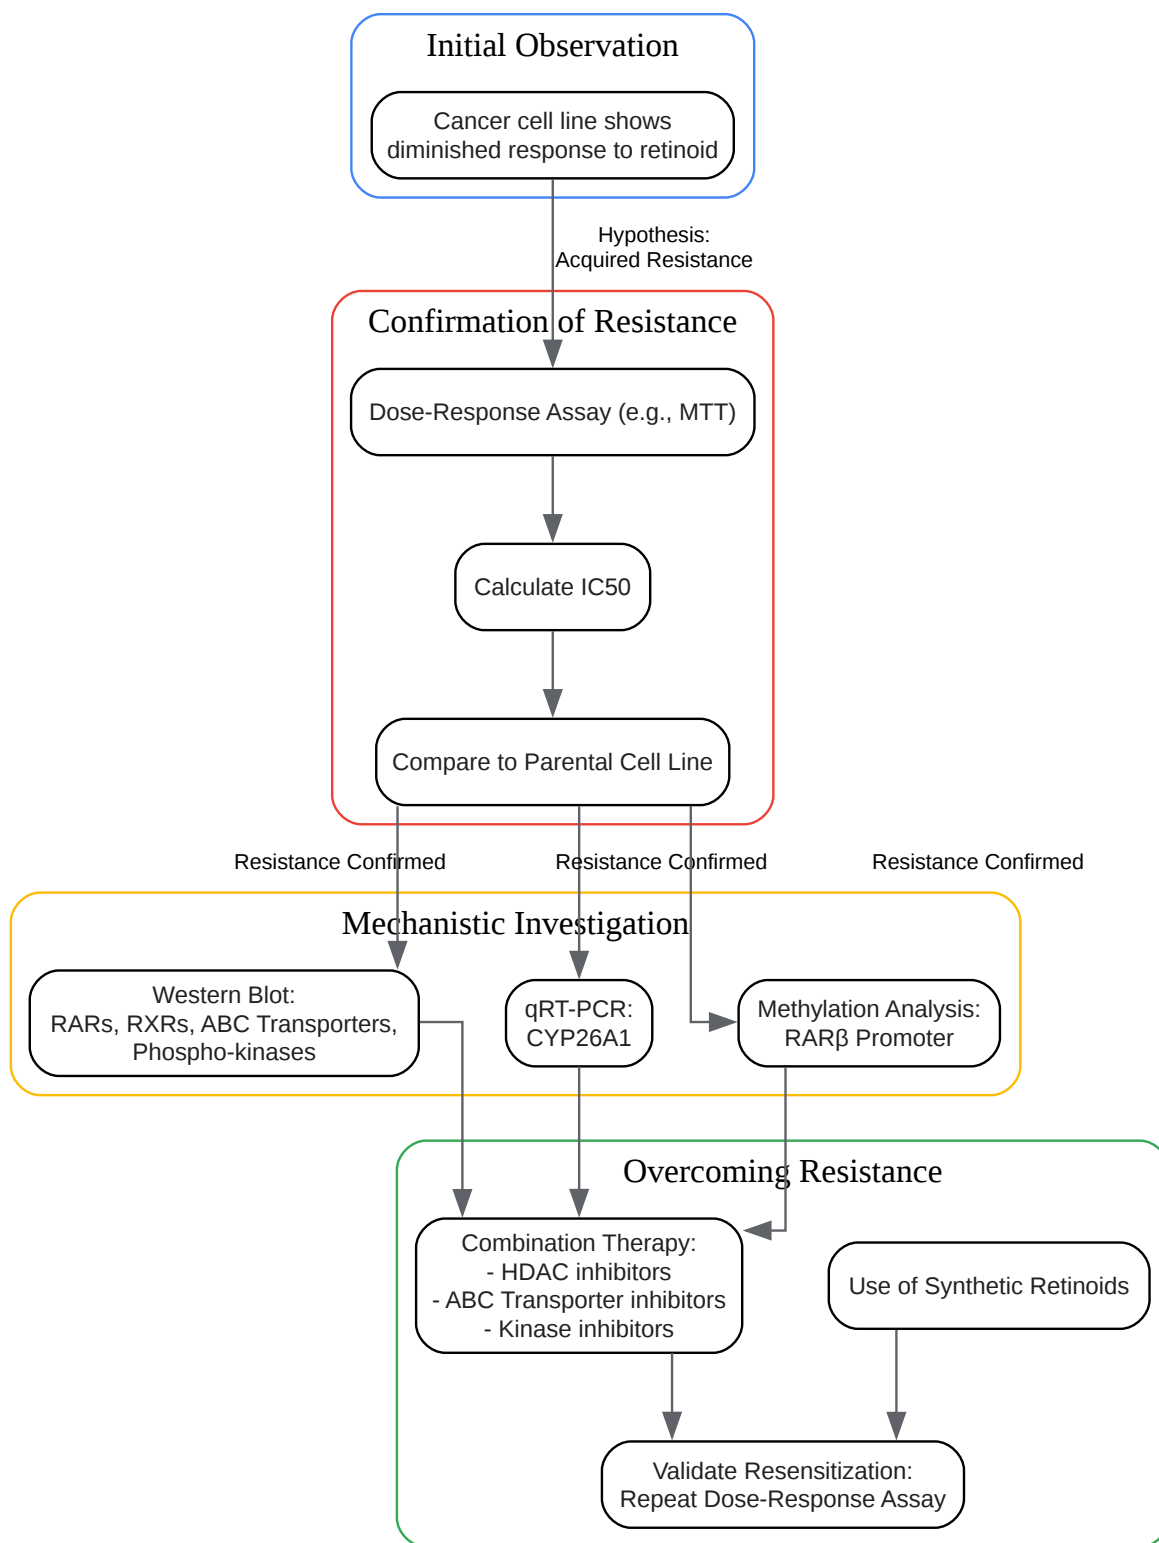 Initial Observation
Cancer cell line shows
diminished response to retinoid
Hypothesis:
Acquired Resistance
Confirmation of Resistance
Dose-Response Assay (e.g., MTT)
Calculate IC50
Compare to Parental Cell Line
Resistance Confirmed
Resistance Confirmed
Resistance Confirmed
Mechanistic Investigation
Western Blot:
RARs, RXRs, ABC Transporters,
Phospho-kinases
qRT-PCR:
CYP26A1
Methylation Analysis:
RARβ Promoter
Overcoming Resistance
Combination Therapy:
- HDAC inhibitors
- ABC Transporter inhibitors
- Kinase inhibitors
Use of Synthetic Retinoids
Validate Resensitization:
Repeat Dose-Response Assay